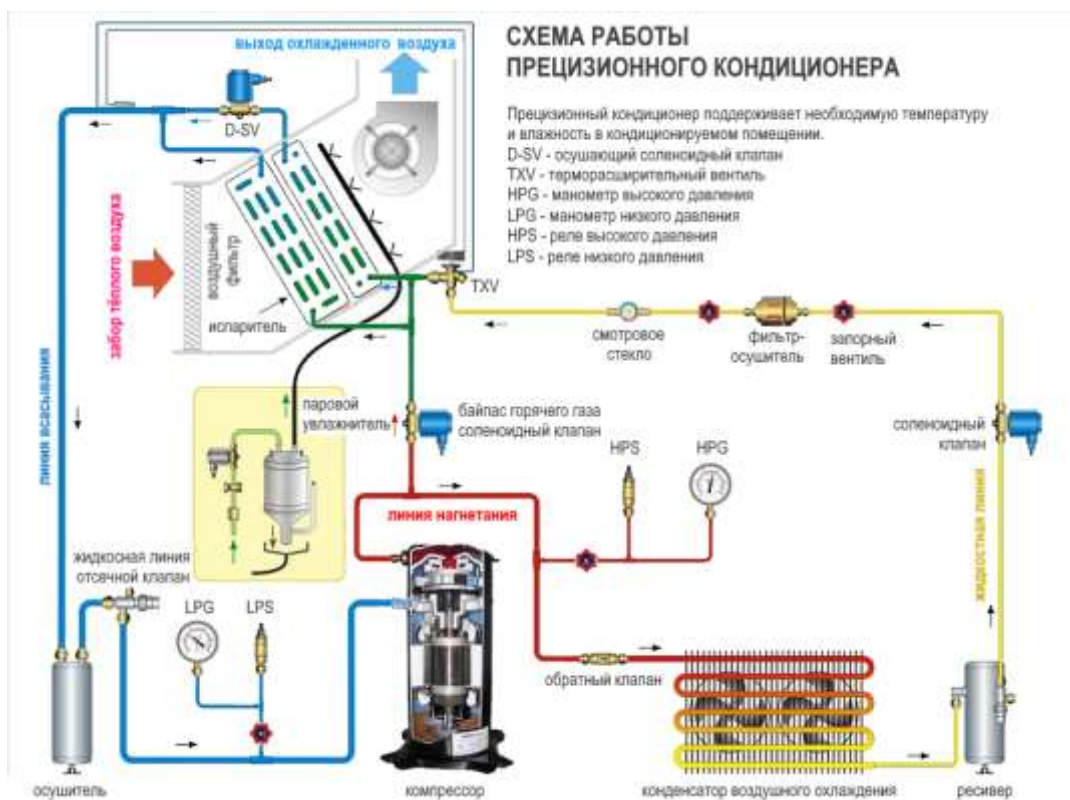 выход охлажденного воздуха
СХЕМА РАБОТЫ
ПРЕЦИЗИОННОГО КОНДИЦИОНЕРА
Прецизионный кондиционер поддерживает необходимую температуру
и влажность в кондиционируемом помещении.
D-SV - осушающий соленоидный клапан
TXV - терморасширительный вентиль
HPG - манометр высокого давления
LPG - манометр низкого давления
HPS - реле высокого давления
LPS - реле низкого давления
D-SV
забор тёплого воздуха
воздушный
фильтр
испаритель
TXV
смотровое
стекло
фильтр-
осушитель
запорный
вентиль
линия всасывания
паровой
увлажнитель
байпас горячего газа
соленоидный клапан
соленоидный
клапан
HPS
HPG
линия нагнетания
жидкостная линия
жидкосная линия
отсечной клапан
LPG
LPS
обратный клапан
осушитель
компрессор
конденсатор воздушного охлаждения
ресивер